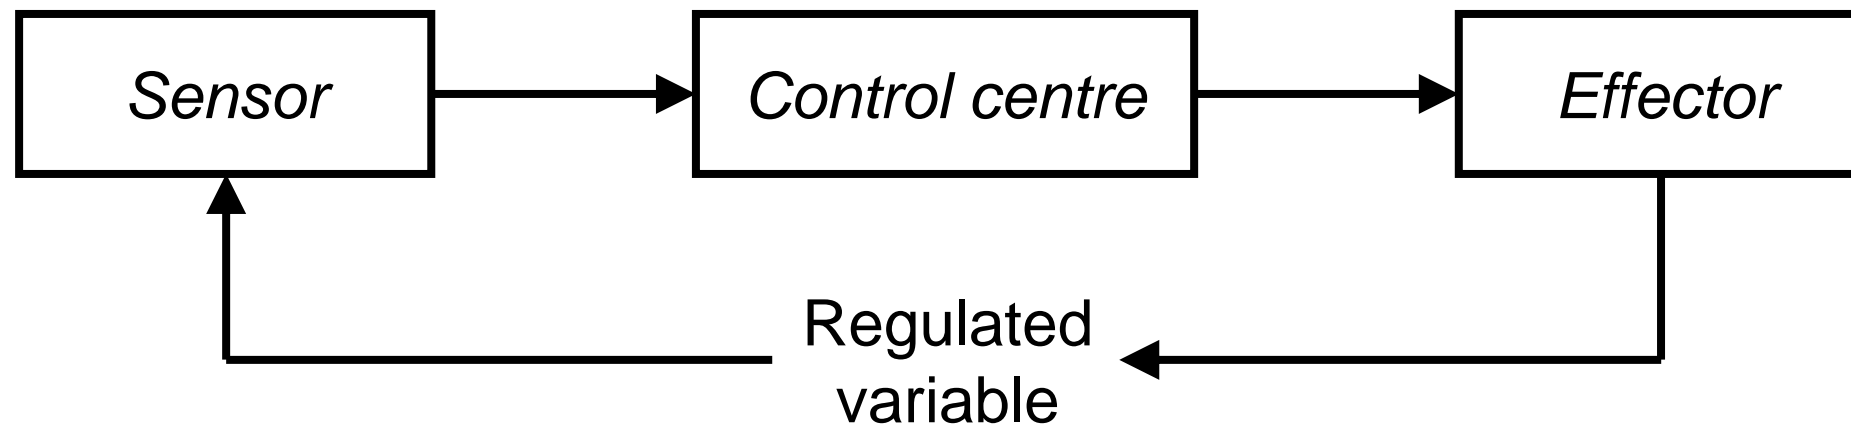 Sensor
Control centre
Effector
Regulated
variable